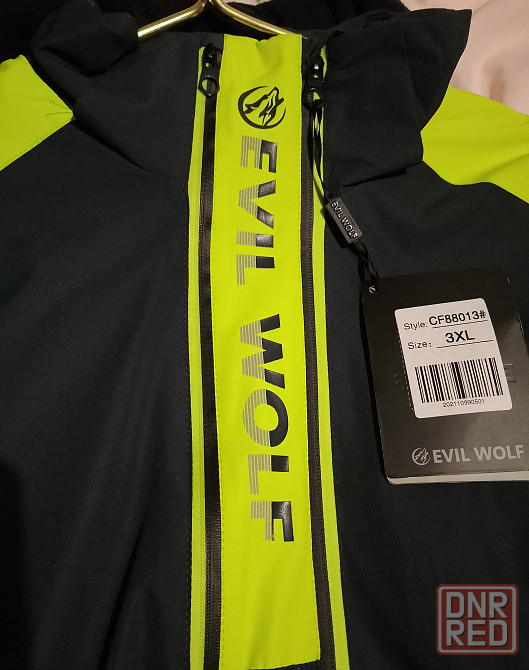 EVIL WOLF
EVIL WOLF
Style: CF88013#
Size: 3XL
202110990501
EVIL WOLF
DNR
RED